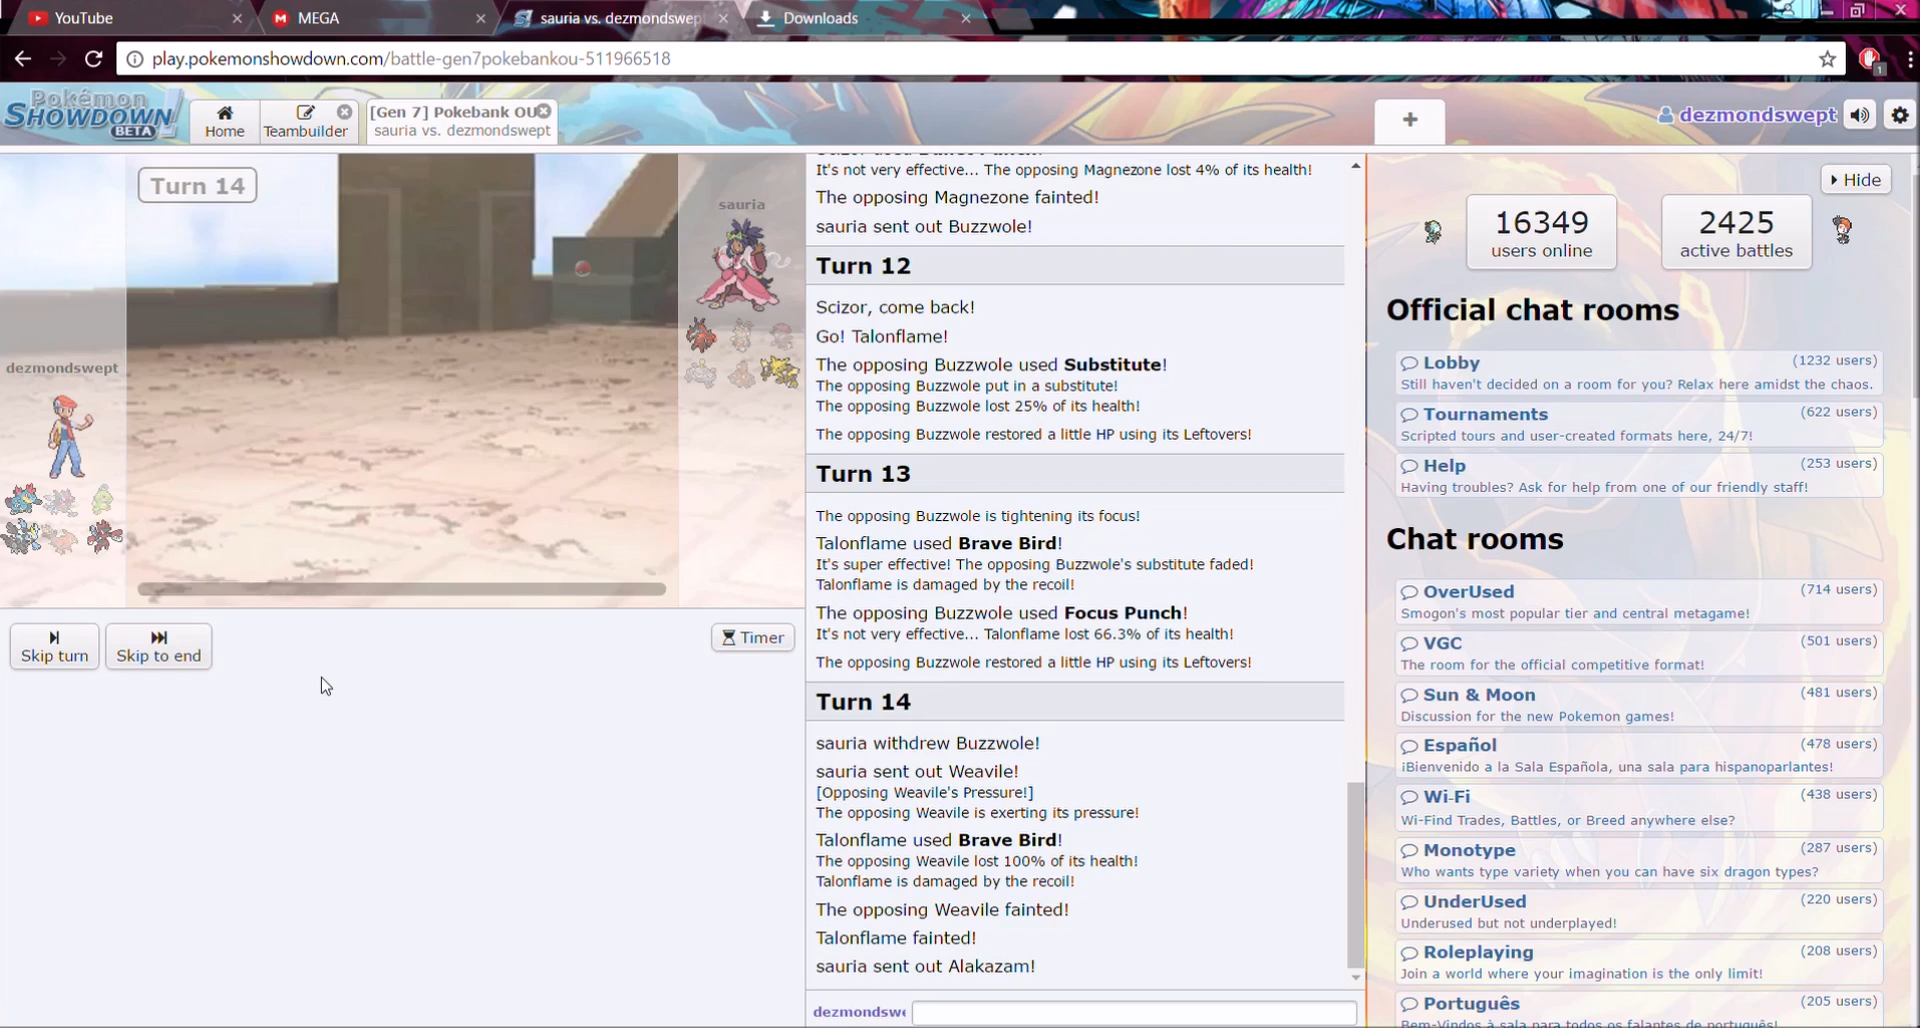 YouTube
MEGA
sauria vs. dezmondswep
Downloads
play.pokemonshowdown.com/battle-gen7pokebankou-511966518
1
Pokémon
SHOWDOWN
BETA
Home
Teambuilder
[Gen 7] Pokebank OU
sauria vs. dezmondswept
+
dezmondswept
Turn 14
sauria
dezmondswept
Skip turn
Skip to end
Timer
It's not very effective... The opposing Magnezone lost 4% of its health!
The opposing Magnezone fainted!
sauria sent out Buzzwole!
Turn 12
Scizor, come back!
Go! Talonflame!
The opposing Buzzwole used Substitute!
The opposing Buzzwole put in a substitute!
The opposing Buzzwole lost 25% of its health!
The opposing Buzzwole restored a little HP using its Leftovers!
Turn 13
The opposing Buzzwole is tightening its focus!
Talonflame used Brave Bird!
It's super effective! The opposing Buzzwole's substitute faded!
Talonflame is damaged by the recoil!
The opposing Buzzwole used Focus Punch!
It's not very effective... Talonflame lost 66.3% of its health!
The opposing Buzzwole restored a little HP using its Leftovers!
Turn 14
sauria withdrew Buzzwole!
sauria sent out Weavile!
[Opposing Weavile's Pressure!]
The opposing Weavile is exerting its pressure!
Talonflame used Brave Bird!
The opposing Weavile lost 100% of its health!
Talonflame is damaged by the recoil!
The opposing Weavile fainted!
Talonflame fainted!
sauria sent out Alakazam!
dezmondswe
Hide
16349
users online
2425
active battles
Official chat rooms
Lobby (1232 users)
Still haven't decided on a room for you? Relax here amidst the chaos.
Tournaments (622 users)
Scripted tours and user-created formats here, 24/7!
Help (253 users)
Having troubles? Ask for help from one of our friendly staff!
Chat rooms
OverUsed (714 users)
Smogon's most popular tier and central metagame!
VGC (501 users)
The room for the official competitive format!
Sun & Moon (481 users)
Discussion for the new Pokemon games!
Español (478 users)
¡Bienvenido a la Sala Española, una sala para hispanoparlantes!
Wi-Fi (438 users)
Wi-Find Trades, Battles, or Breed anywhere else?
Monotype (287 users)
Who wants type variety when you can have six dragon types?
UnderUsed (220 users)
Underused but not underplayed!
Roleplaying (208 users)
Join a world where your imagination is the only limit!
Português (205 users)
Bem-Vindos à sala para todos os falantes de português!